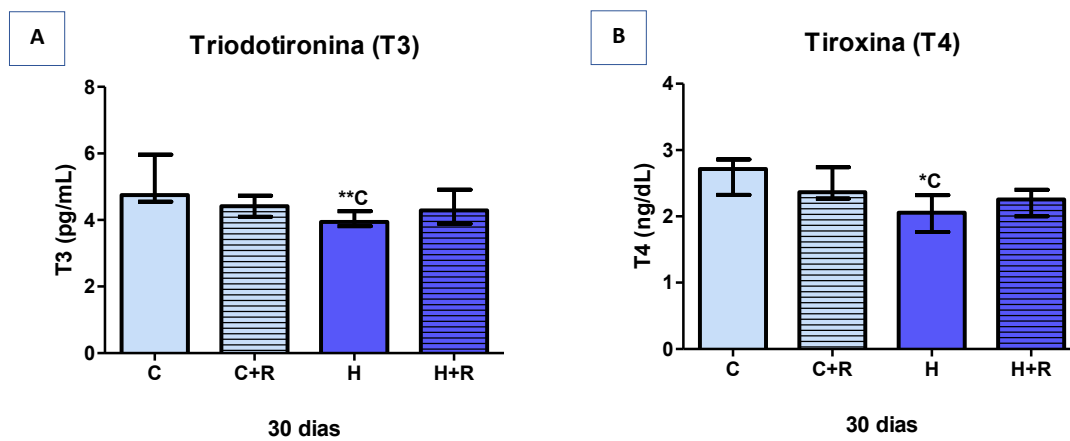 A
Triodotironina (T3)
T3 (pg/mL)
8
6
4
2
0
**C
C C+R H H+R
30 dias
B
Tiroxina (T4)
T4 (ng/dL)
4
3
2
1
0
*C
C C+R H H+R
30 dias